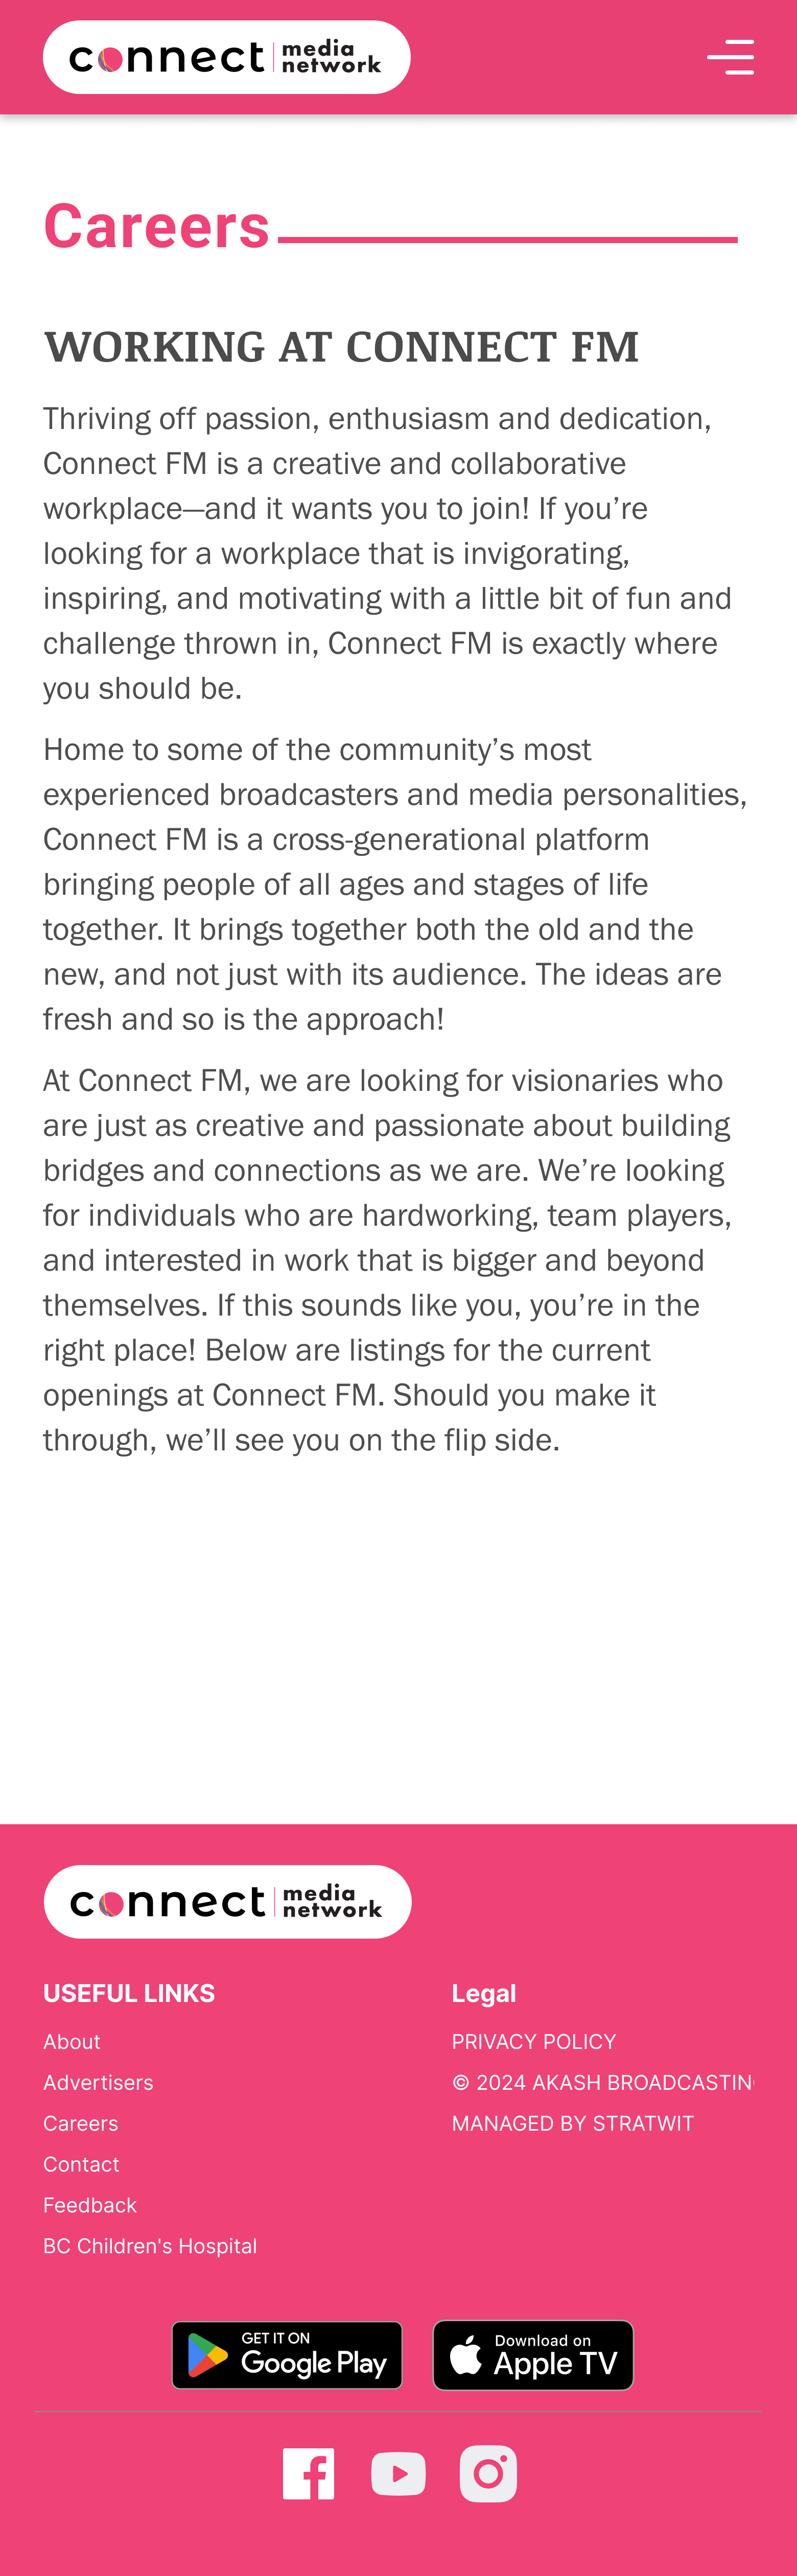 connect media network
Careers
WORKING AT CONNECT FM
Thriving off passion, enthusiasm and dedication,
Connect FM is a creative and collaborative
workplace—and it wants you to join! If you’re
looking for a workplace that is invigorating,
inspiring, and motivating with a little bit of fun and
challenge thrown in, Connect FM is exactly where
you should be.
Home to some of the community’s most
experienced broadcasters and media personalities,
Connect FM is a cross-generational platform
bringing people of all ages and stages of life
together. It brings together both the old and the
new, and not just with its audience. The ideas are
fresh and so is the approach!
At Connect FM, we are looking for visionaries who
are just as creative and passionate about building
bridges and connections as we are. We’re looking
for individuals who are hardworking, team players,
and interested in work that is bigger and beyond
themselves. If this sounds like you, you’re in the
right place! Below are listings for the current
openings at Connect FM. Should you make it
through, we’ll see you on the flip side.
connect media network
USEFUL LINKS
About
Advertisers
Careers
Contact
Feedback
BC Children's Hospital
Legal
PRIVACY POLICY
© 2024 AKASH BROADCASTIN
MANAGED BY STRATWIT
GET IT ON
Google Play
Download on
Apple TV